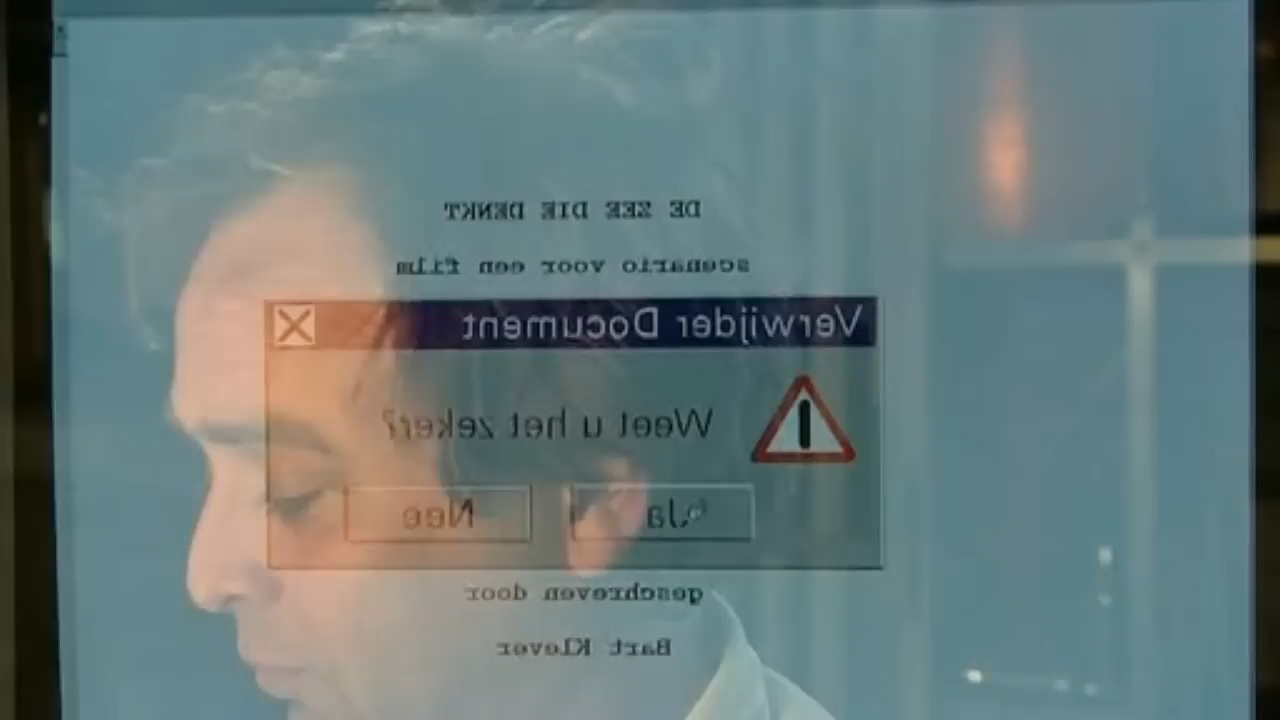 DE ZEE DIE DENKT
scenario voor een film
Verwijder Document
Weet u het zeker?
Ja
Nee
geschreven door
Bart Klever